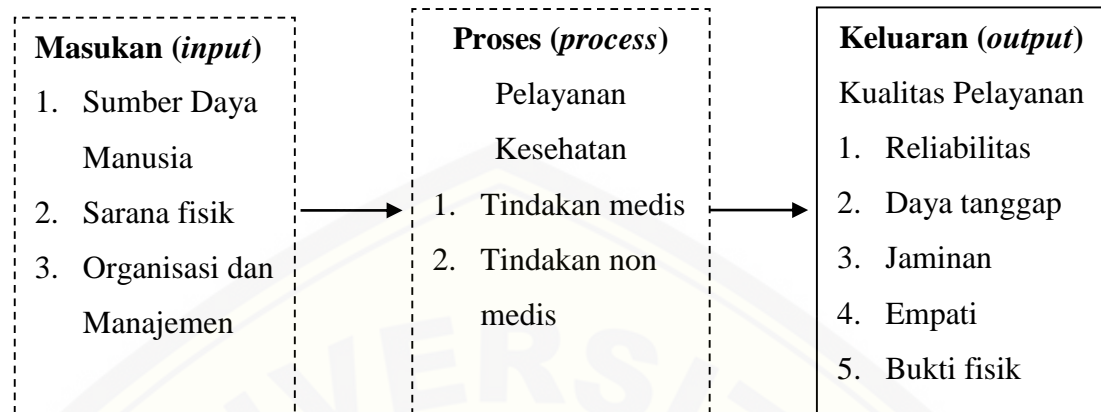 Masukan (input)
1. Sumber Daya
Manusia
2. Sarana fisik
3. Organisasi dan
Manajemen
Proses (process)
Pelayanan
Kesehatan
1. Tindakan medis
2. Tindakan non
medis
Keluaran (output)
Kualitas Pelayanan
1. Reliabilitas
2. Daya tanggap
3. Jaminan
4. Empati
5. Bukti fisik